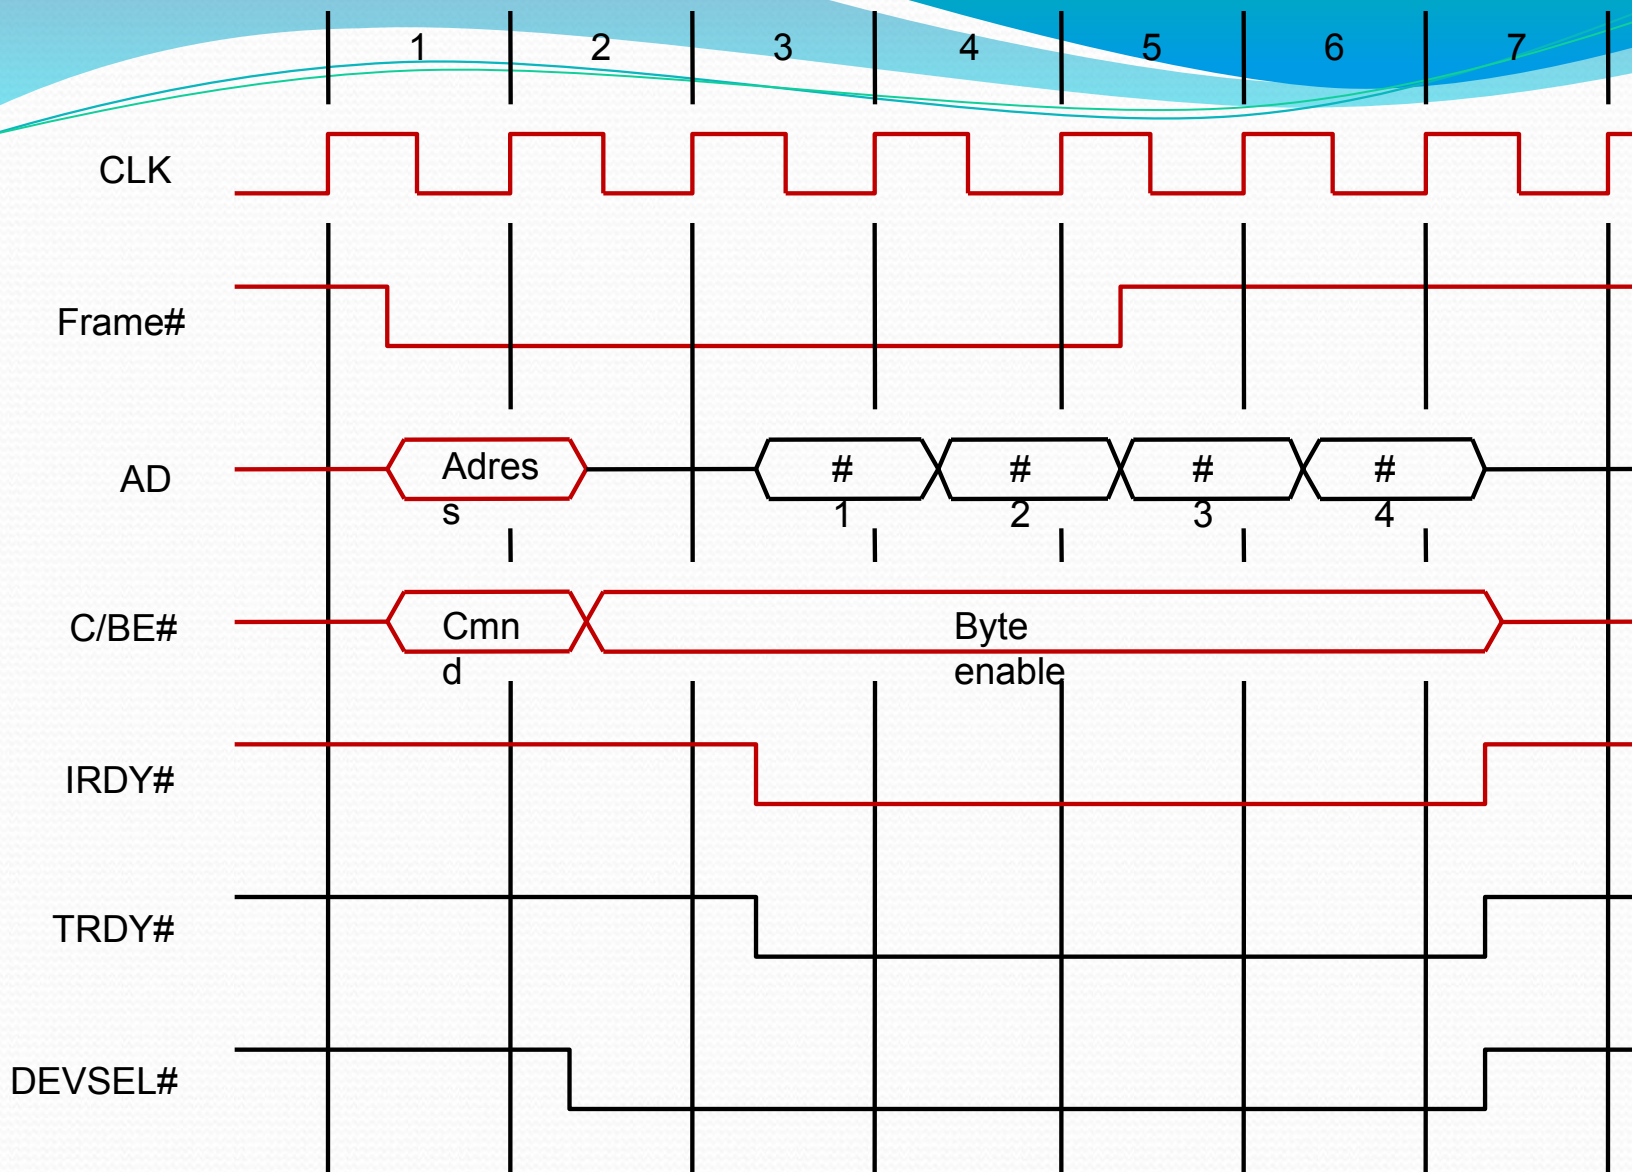 1 2 3 4 5 6 7
CLK
Frame#
AD
Adres
s
# # # #
1 2 3 4
C/BE#
Cmn
d
Byte
enable
IRDY#
TRDY#
DEVSEL#